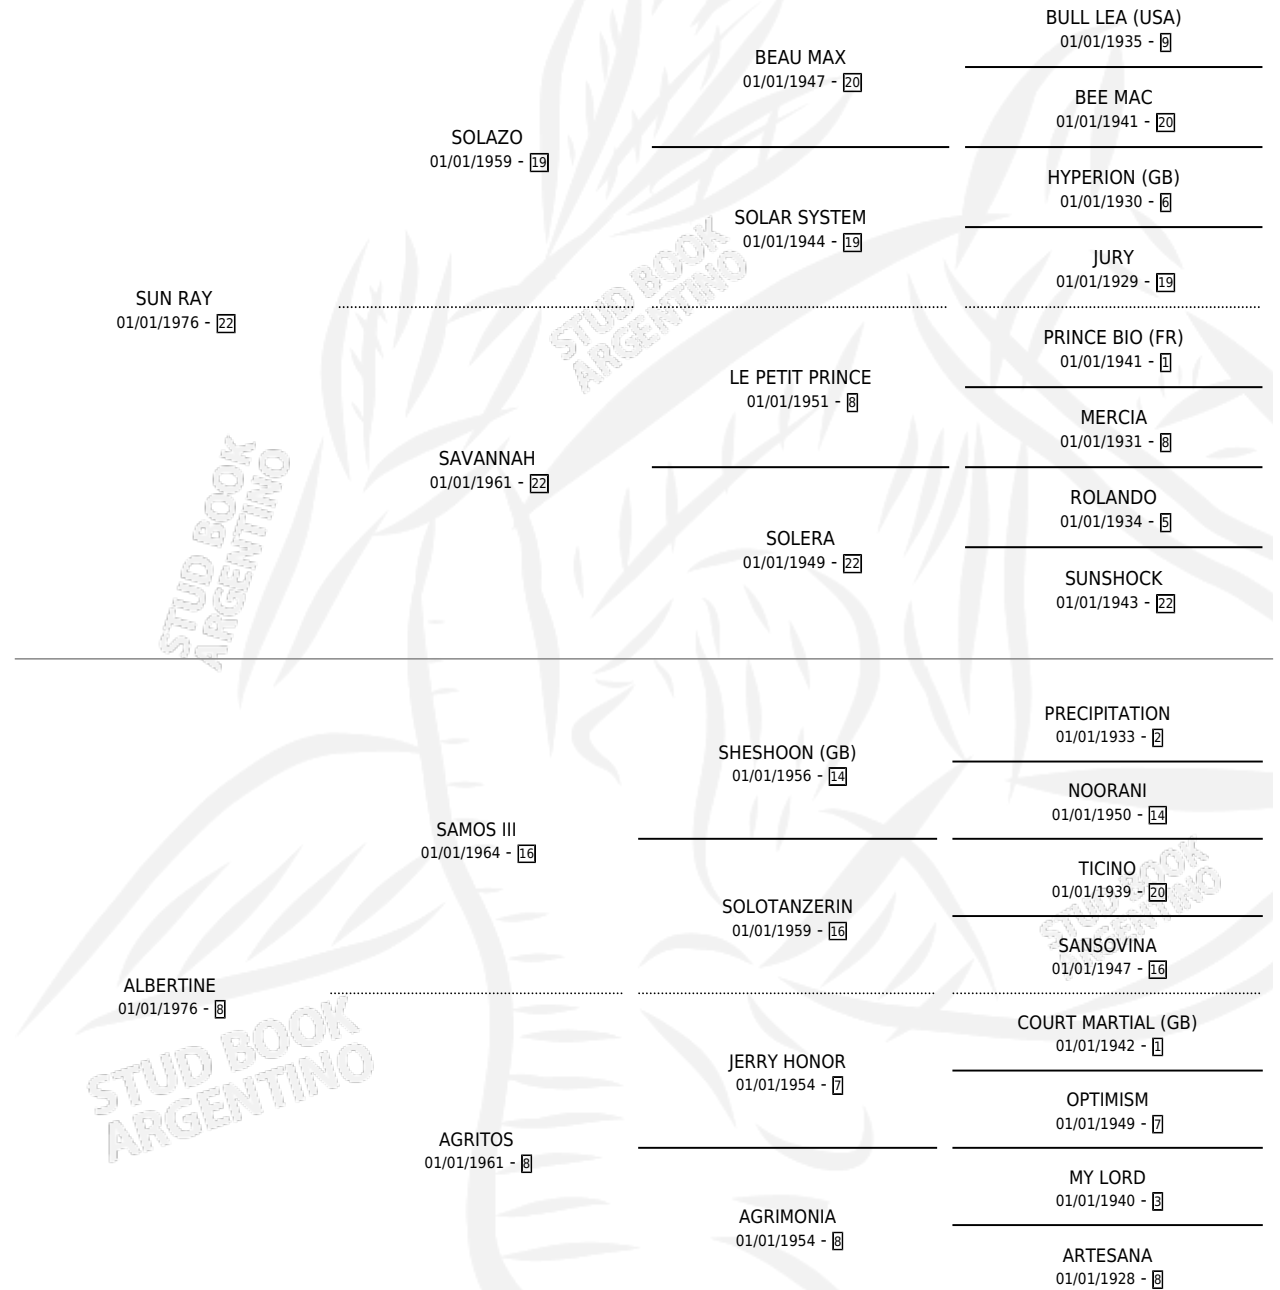 BULL LEA (USA)
01/01/1935 - 9
BEAU MAX
01/01/1947 - 20
BEE MAC
01/01/1941 - 20
SOLAZO
01/01/1959 - 19
HYPERION (GB)
01/01/1930 - 6
SOLAR SYSTEM
01/01/1944 - 19
JURY
01/01/1929 - 19
SUN RAY
01/01/1976 - 22
PRINCE BIO (FR)
01/01/1941 - 1
LE PETIT PRINCE
01/01/1951 - 8
MERCIA
01/01/1931 - 8
SAVANNAH
01/01/1961 - 22
ROLANDO
01/01/1934 - 5
SOLERA
01/01/1949 - 22
SUNSHOCK
01/01/1943 - 22
PRECIPITATION
01/01/1933 - 2
SHESHOON (GB)
01/01/1956 - 14
NOORANI
01/01/1950 - 14
SAMOS III
01/01/1964 - 16
TICINO
01/01/1939 - 20
SOLOTANZERIN
01/01/1959 - 16
SANSOVINA
01/01/1947 - 16
ALBERTINE
01/01/1976 - 8
COURT MARTIAL (GB)
01/01/1942 - 1
JERRY HONOR
01/01/1954 - 7
OPTIMISM
01/01/1949 - 7
AGRITOS
01/01/1961 - 8
MY LORD
01/01/1940 - 3
AGRIMONIA
01/01/1954 - 8
ARTESANA
01/01/1928 - 8
STUD BOOK
ARGENTINO
STUD BOOK
ARGENTINO
STUD BOOK
ARGENTINO
STUD BOOK
ARGENTINO